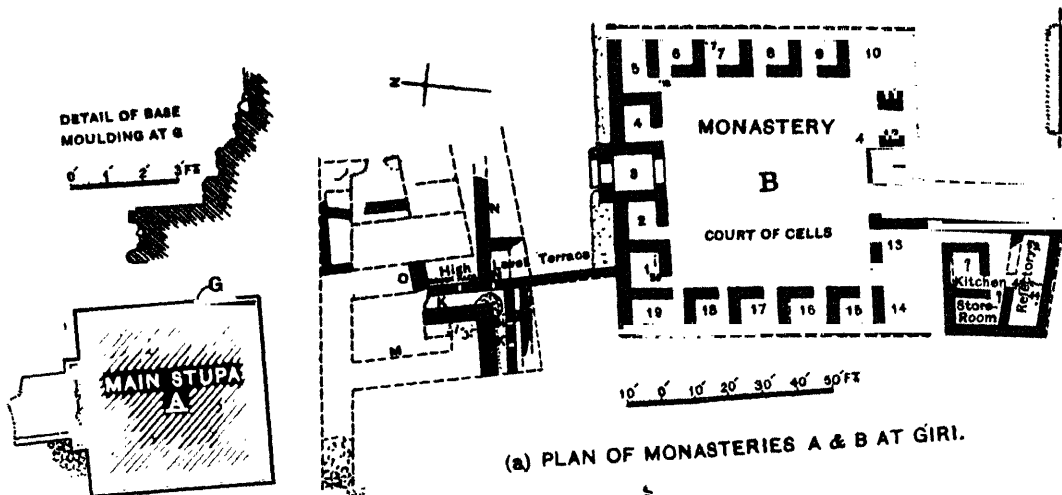 DETAIL OF BASE
MOULDING AT G
0' 1' 2' 3 FT
N
G
MAIN STUPA
A
N
O
High Level Terrace
K
M
5 6 7 8 9 10
4
3
2
1
MONASTERY
B
COURT OF CELLS
4
13
14
19 18 17 16 15
?
Kitchen
Store-
Room
Refectory?
10' 0' 10' 20' 30' 40' 50 FT
(a) PLAN OF MONASTERIES A & B AT GIRI.